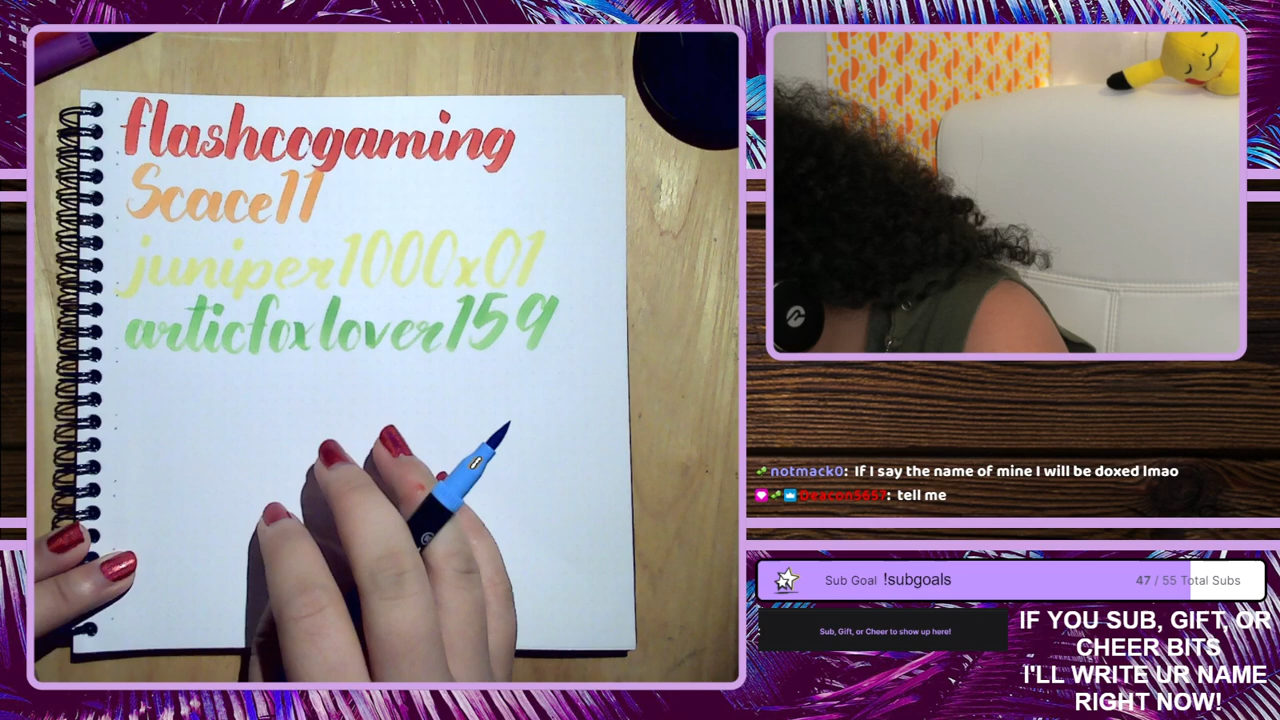 flashccgaming
Scace11
juniper1000x01
articfoxlover159
notmack0: If I say the name of mine I will be doxed lmao
Deacon5657: tell me
Sub Goal !subgoals
47 / 55 Total Subs
Sub, Gift, or Cheer to show up here!
IF YOU SUB, GIFT, OR
CHEER BITS
I'LL WRITE UR NAME
RIGHT NOW!